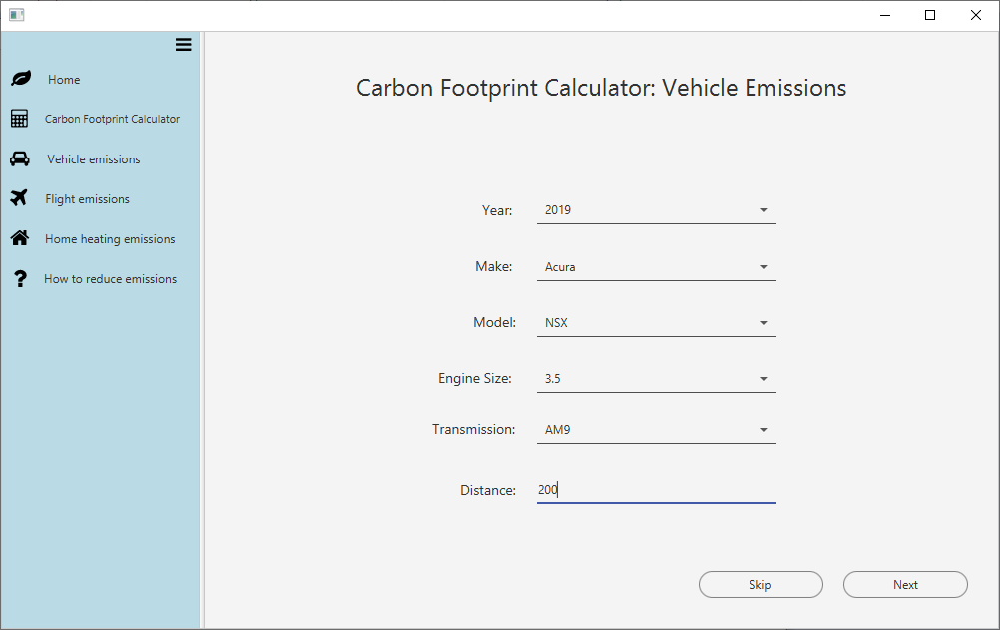 Home
Carbon Footprint Calculator
Vehicle emissions
Flight emissions
Home heating emissions
How to reduce emissions
Carbon Footprint Calculator: Vehicle Emissions
Year: 2019
Make: Acura
Model: NSX
Engine Size: 3.5
Transmission: AM9
Distance: 200
Skip Next